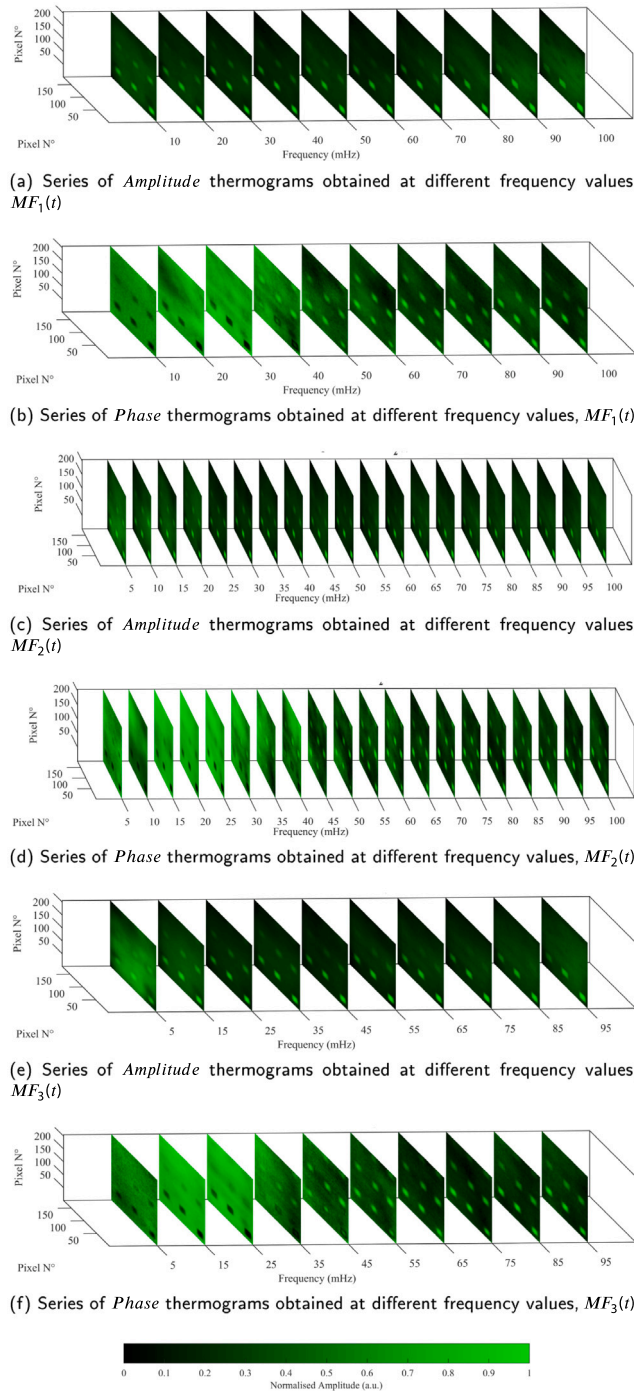 Pixel N°
200
150
100
50
150
100
50
Pixel N°
10 20 30 40 50 60 70 80 90 100
Frequency (mHz)
(a) Series of Amplitude thermograms obtained at different frequency values
MF₁(t)
Pixel N°
200
150
100
50
150
100
50
Pixel N°
10 20 30 40 50 60 70 80 90 100
Frequency (mHz)
(b) Series of Phase thermograms obtained at different frequency values, MF₁(t)
Pixel N°
200
150
100
50
150
100
50
Pixel N°
5 10 15 20 25 30 35 40 45 50 55 60 65 70 75 80 85 90 95 100
Frequency (mHz)
(c) Series of Amplitude thermograms obtained at different frequency values
MF₂(t)
Pixel N°
200
150
100
50
150
100
50
Pixel N°
5 10 15 20 25 30 35 40 45 50 55 60 65 70 75 80 85 90 95 100
Frequency (mHz)
(d) Series of Phase thermograms obtained at different frequency values, MF₂(t)
Pixel N°
200
150
100
50
150
100
50
Pixel N°
5 15 25 35 45 55 65 75 85 95
Frequency (mHz)
(e) Series of Amplitude thermograms obtained at different frequency values
MF₃(t)
Pixel N°
200
150
100
50
150
100
50
Pixel N°
5 15 25 35 45 55 65 75 85 95
Frequency (mHz)
(f) Series of Phase thermograms obtained at different frequency values, MF₃(t)
0 0.1 0.2 0.3 0.4 0.5 0.6 0.7 0.8 0.9 1
Normalised Amplitude (a.u.)